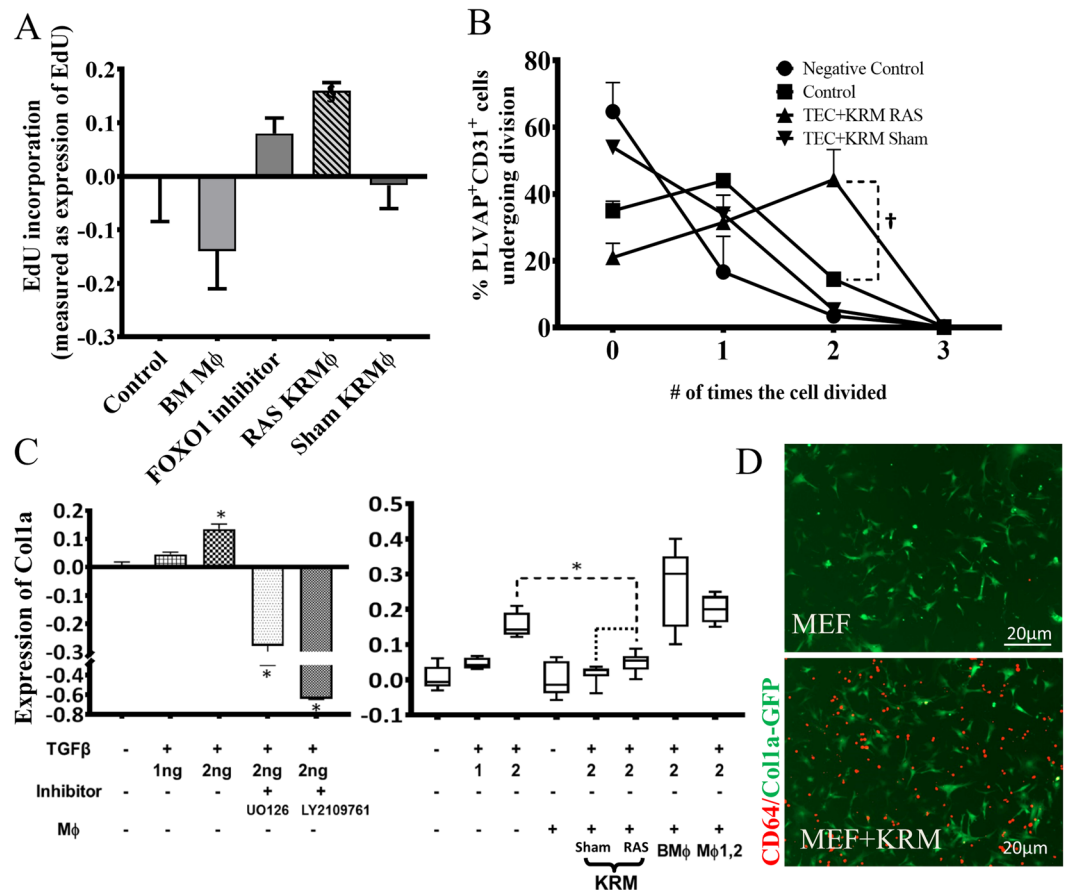 A
EdU incorporation
(measured as expression of EdU)
0.2
0.1
0.0
-0.1
-0.2
-0.3
Control
BM Mϕ
FOXO1 inhibitor
RAS KRMϕ
Sham KRMϕ
B
% PLVAP⁺CD31⁺ cells
undergoing division
80
60
40
20
0
Negative Control
Control
TEC+KRM RAS
TEC+KRM Sham
†
0 1 2 3
# of times the cell divided
C
Expression of Col1a
0.2
0.1
0.0
-0.1
-0.2
-0.3
-0.4
-0.6
-0.8
*
*
*
0.5
0.4
0.3
0.2
0.1
0.0
-0.1
*
TGFβ - + + + + - + + - + + + +
1ng 2ng 2ng 2ng 1 2 2 2 2 2
Inhibitor - - - + + - - - - - - - -
UO126 LY2109761
Mϕ - - - - - - - - + + + + +
Sham RAS BMϕ Mϕ1,2
KRM
D
CD64/Col1a-GFP
MEF
20µm
MEF+KRM
20µm